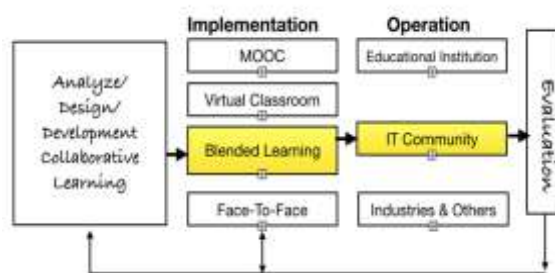 Implementation
Operation
Analyze/
Design/
Development
Collaborative
Learning
MOOC
Virtual Classroom
Blended Learning
Face-To-Face
Educational Institution
IT Community
Industries & Others
Evaluation